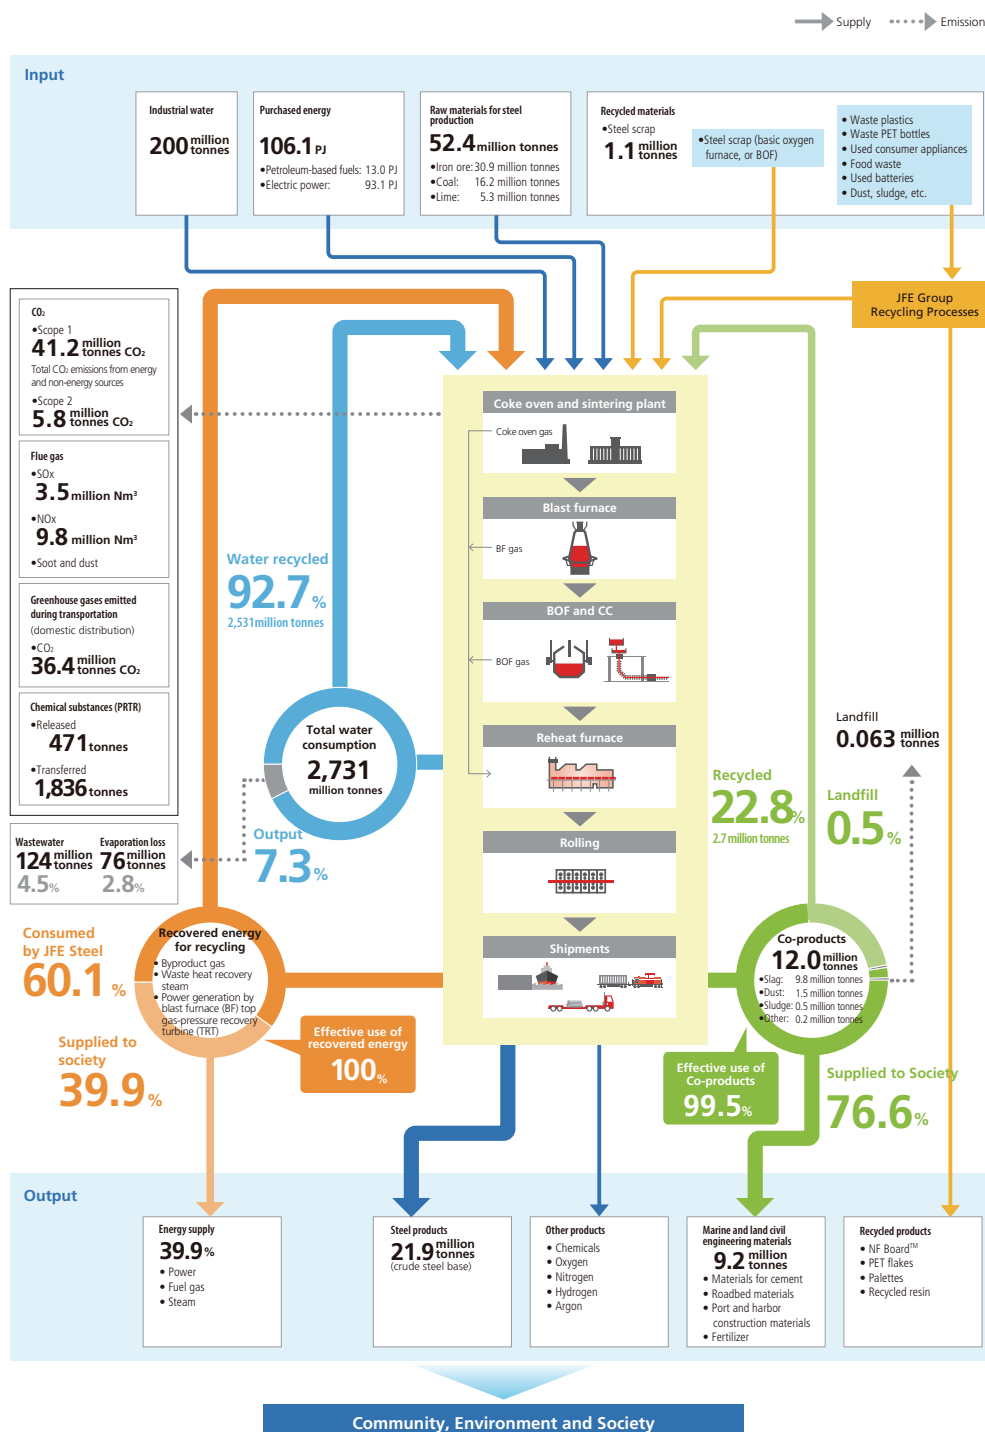 Supply
Emission
Input
Industrial water
200 million tonnes
Purchased energy
106.1 PJ
•Petroleum-based fuels: 13.0 PJ
•Electric power: 93.1 PJ
Raw materials for steel
production
52.4 million tonnes
•Iron ore: 30.9 million tonnes
•Coal: 16.2 million tonnes
•Lime: 5.3 million tonnes
Recycled materials
•Steel scrap
1.1 million tonnes
•Steel scrap (basic oxygen
furnace, or BOF)
• Waste plastics
• Waste PET bottles
• Used consumer appliances
• Food waste
• Used batteries
• Dust, sludge, etc.
JFE Group
Recycling Processes
CO₂
•Scope 1
41.2 million tonnes CO₂
Total CO₂ emissions from energy
and non-energy sources
•Scope 2
5.8 million tonnes CO₂
Flue gas
•SOx
3.5 million Nm³
•NOx
9.8 million Nm³
•Soot and dust
Greenhouse gases emitted
during transportation
(domestic distribution)
•CO₂
36.4 million tonnes CO₂
Chemical substances (PRTR)
•Released
471 tonnes
•Transferred
1,836 tonnes
Wastewater
124 million tonnes
4.5%
Evaporation loss
76 million tonnes
2.8%
Water recycled
92.7%
2,531million tonnes
Total water
consumption
2,731
million tonnes
Output
7.3%
Coke oven and sintering plant
Coke oven gas
Blast furnace
BF gas
BOF and CC
BOF gas
Reheat furnace
Rolling
Shipments
Recycled
22.8%
2.7 million tonnes
Landfill
0.063 million tonnes
Landfill
0.5%
Consumed
by JFE Steel
60.1%
Recovered energy
for recycling
• Byproduct gas
• Waste heat recovery
steam
• Power generation by
blast furnace (BF) top
gas-pressure recovery
turbine (TRT)
Supplied to
society
39.9%
Effective use of
recovered energy
100%
Co-products
12.0 million tonnes
•Slag: 9.8 million tonnes
•Dust: 1.5 million tonnes
•Sludge: 0.5 million tonnes
•Other: 0.2 million tonnes
Effective use of
Co-products
99.5%
Supplied to Society
76.6%
Output
Energy supply
39.9%
• Power
• Fuel gas
• Steam
Steel products
21.9 million tonnes
(crude steel base)
Other products
• Chemicals
• Oxygen
• Nitrogen
• Hydrogen
• Argon
Marine and land civil
engineering materials
9.2 million tonnes
• Materials for cement
• Roadbed materials
• Port and harbor
construction materials
• Fertilizer
Recycled products
• NF Board™
• PET flakes
• Palettes
• Recycled resin
Community, Environment and Society